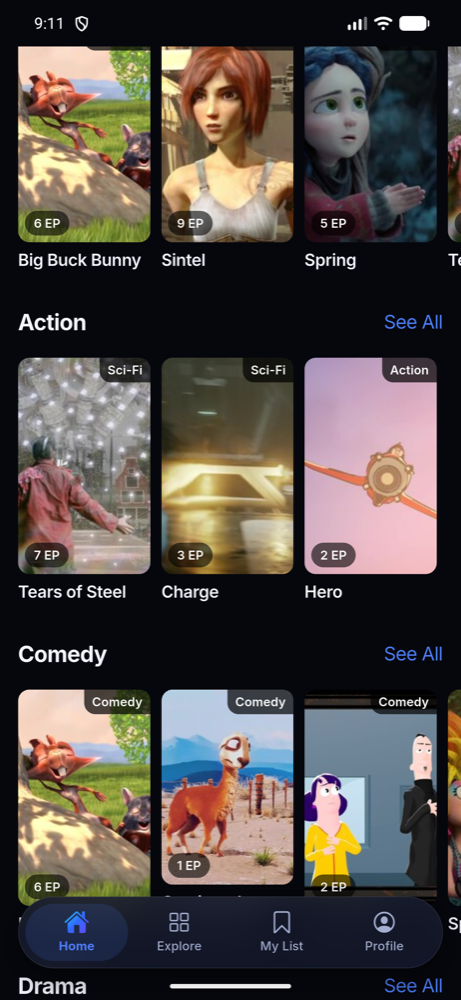 9:11
6 EP
9 EP
5 EP
Big Buck Bunny
Sintel
Spring
Action
See All
Sci-Fi
Sci-Fi
Action
7 EP
3 EP
2 EP
Tears of Steel
Charge
Hero
Comedy
See All
Comedy
Comedy
Comedy
6 EP
1 EP
2 EP
Home
Explore
My List
Profile
Drama
See All